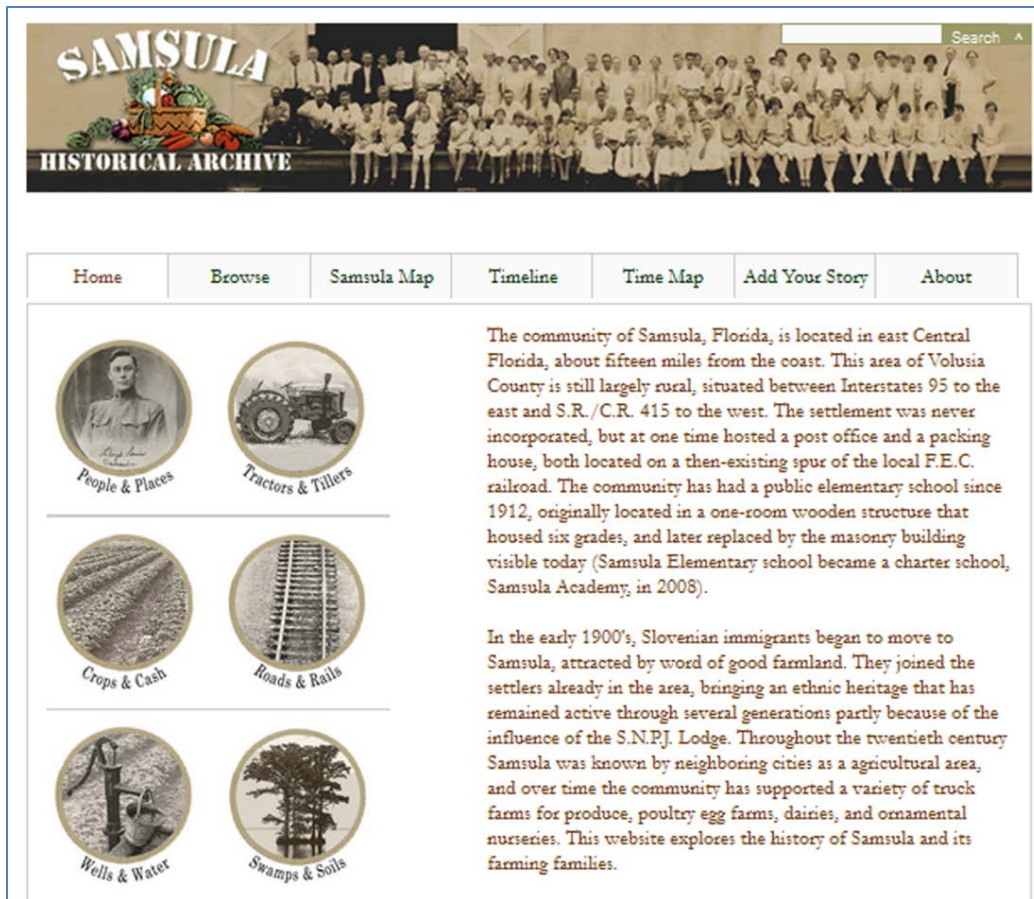 SAMSULA
HISTORICAL ARCHIVE
Search ^
Home Browse Samsula Map Timeline Time Map Add Your Story About
People & Places
Tractors & Tillers
Crops & Cash
Roads & Rails
Wells & Water
Swamps & Soils
The community of Samsula, Florida, is located in east Central
Florida, about fifteen miles from the coast. This area of Volusia
County is still largely rural, situated between Interstates 95 to the
east and S.R./C.R. 415 to the west. The settlement was never
incorporated, but at one time hosted a post office and a packing
house, both located on a then-existing spur of the local F.E.C.
railroad. The community has had a public elementary school since
1912, originally located in a one-room wooden structure that
housed six grades, and later replaced by the masonry building
visible today (Samsula Elementary school became a charter school,
Samsula Academy, in 2008).
In the early 1900's, Slovenian immigrants began to move to
Samsula, attracted by word of good farmland. They joined the
settlers already in the area, bringing an ethnic heritage that has
remained active through several generations partly because of the
influence of the S.N.P.J. Lodge. Throughout the twentieth century
Samsula was known by neighboring cities as a agricultural area,
and over time the community has supported a variety of truck
farms for produce, poultry egg farms, dairies, and ornamental
nurseries. This website explores the history of Samsula and its
farming families.